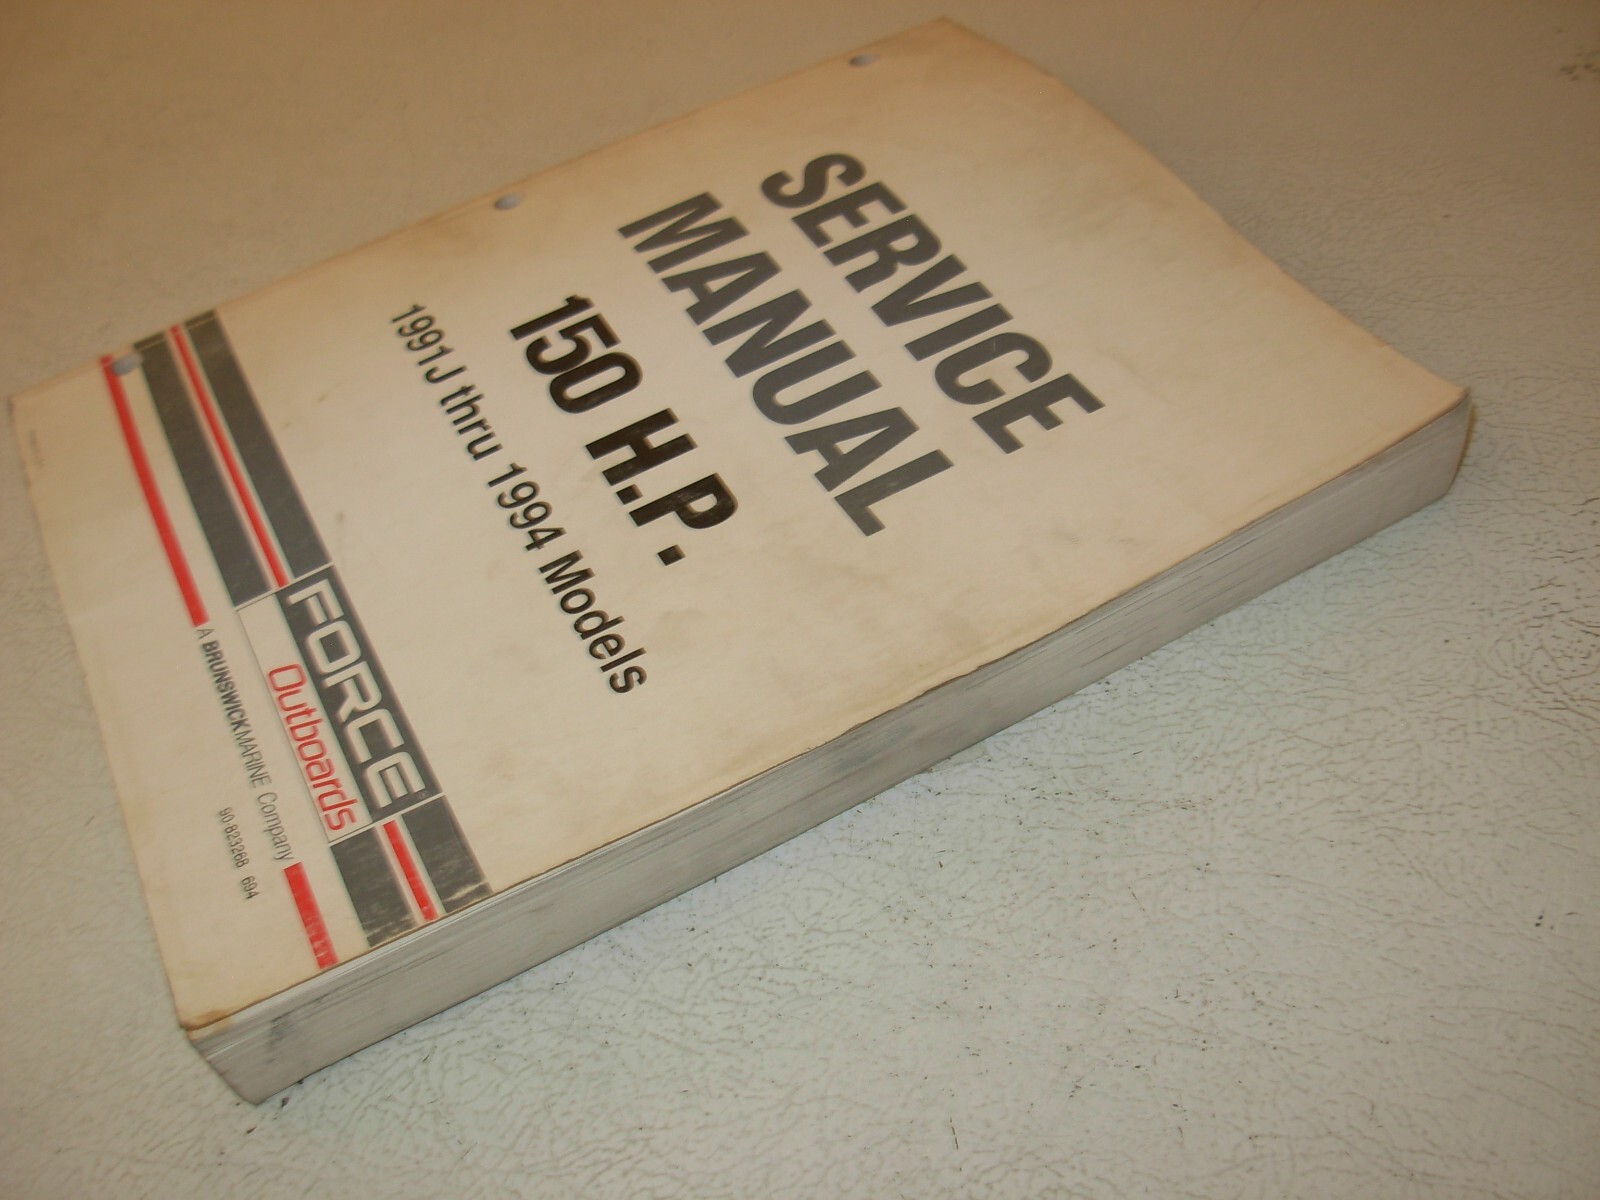 SERVICE
MANUAL
150 H.P.
1991J thru 1994 Models
FORCE
Outboards
A BRUNSWICK MARINE Company
90-823268 694